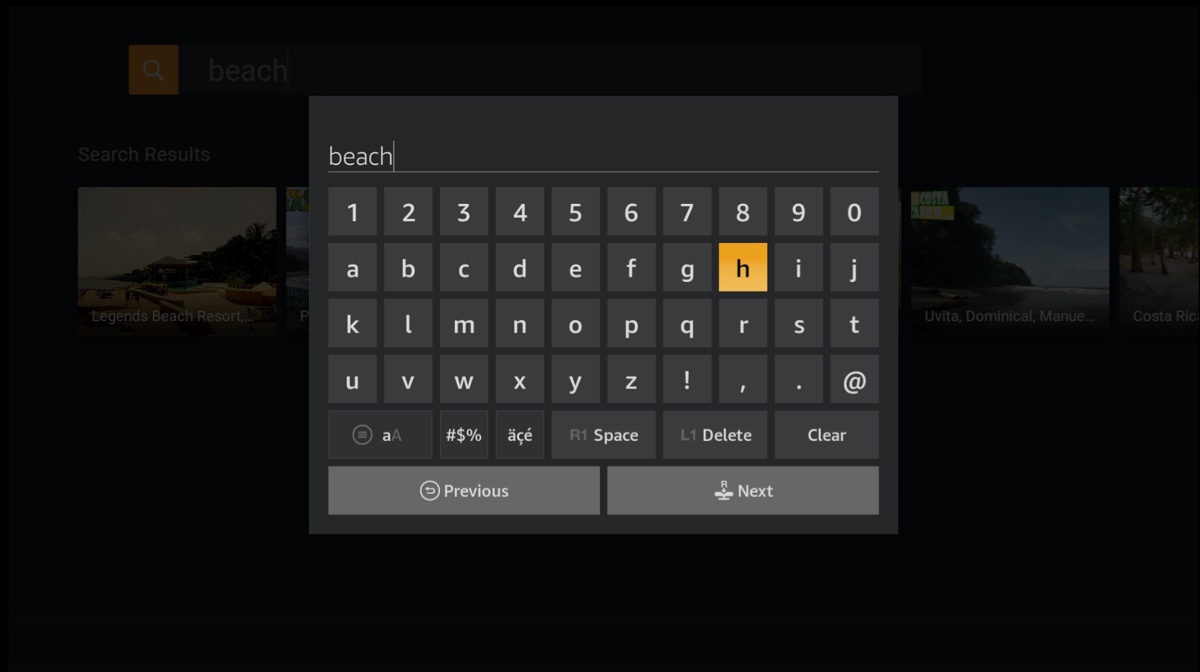 beach
Search Results
beach
1 2 3 4 5 6 7 8 9 0
a b c d e f g h i j
k l m n o p q r s t
u v w x y z ! , . @
aA #$% äçé R1 Space L1 Delete Clear
Previous R Next
Legends Beach Resort,...
P
Uvita, Dominical, Manue...
Costa Ric
COSTA